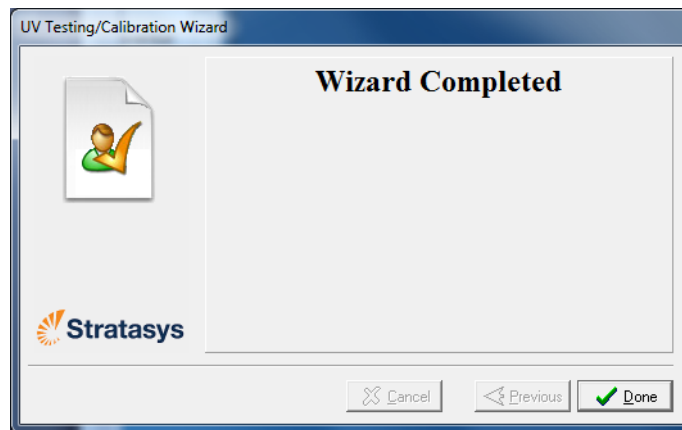 UV Testing/Calibration Wizard
Wizard Completed
Stratasys
Cancel
Previous
Done